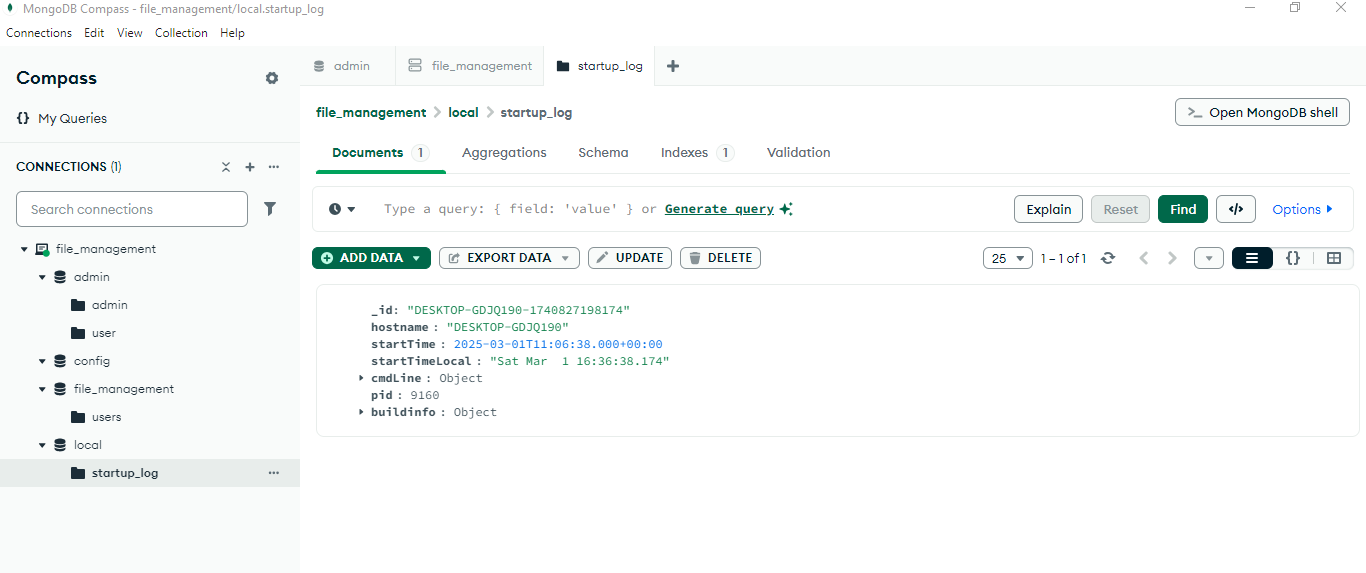 MongoDB Compass - file_management/local.startup_log
Connections Edit View Collection Help
Compass
My Queries
CONNECTIONS (1)
Search connections
file_management
admin
admin
user
config
file_management
users
local
startup_log
admin
file_management
startup_log
file_management > local > startup_log
>_ Open MongoDB shell
Documents 1 Aggregations Schema Indexes 1 Validation
Type a query: { field: 'value' } or Generate query
Explain Reset Find </> Options
ADD DATA EXPORT DATA UPDATE DELETE
25 1 – 1 of 1 {}
_id: "DESKTOP-GDJQ190-1740827198174"
hostname : "DESKTOP-GDJQ190"
startTime : 2025-03-01T11:06:38.000+00:00
startTimeLocal : "Sat Mar  1 16:36:38.174"
cmdLine : Object
pid : 9160
buildinfo : Object